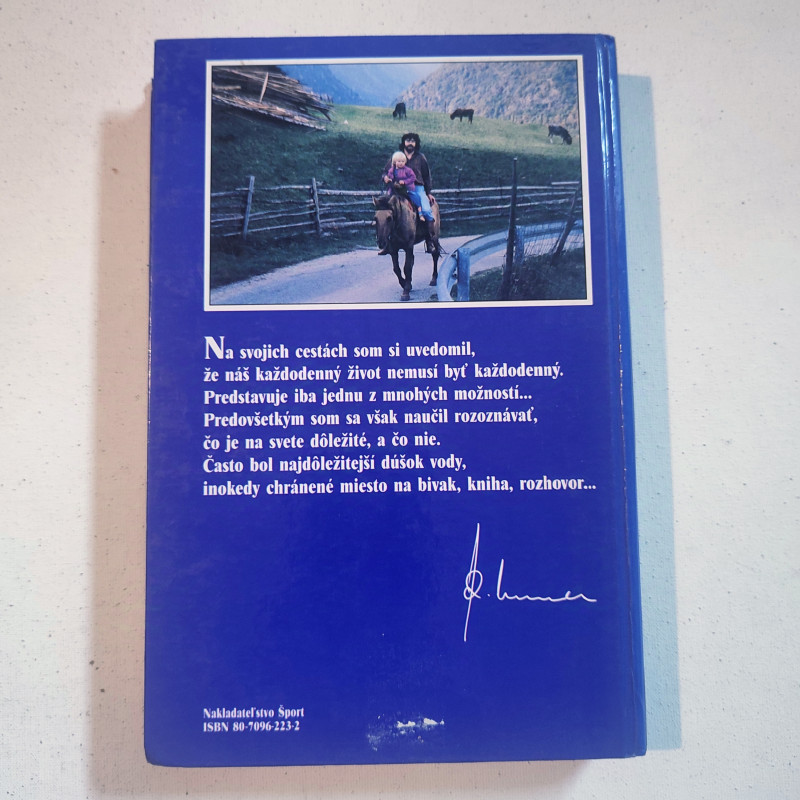 Na svojich cestách som si uvedomil,
že náš každodenný život nemusí byť každodenný.
Predstavuje iba jednu z mnohých možností...
Predovšetkým som sa však naučil rozoznávať,
čo je na svete dôležité, a čo nie.
Často bol najdôležitejší dúšok vody,
inokedy chránené miesto na bivak, kniha, rozhovor...
Nakladateľstvo Šport
ISBN 80-7096-223-2